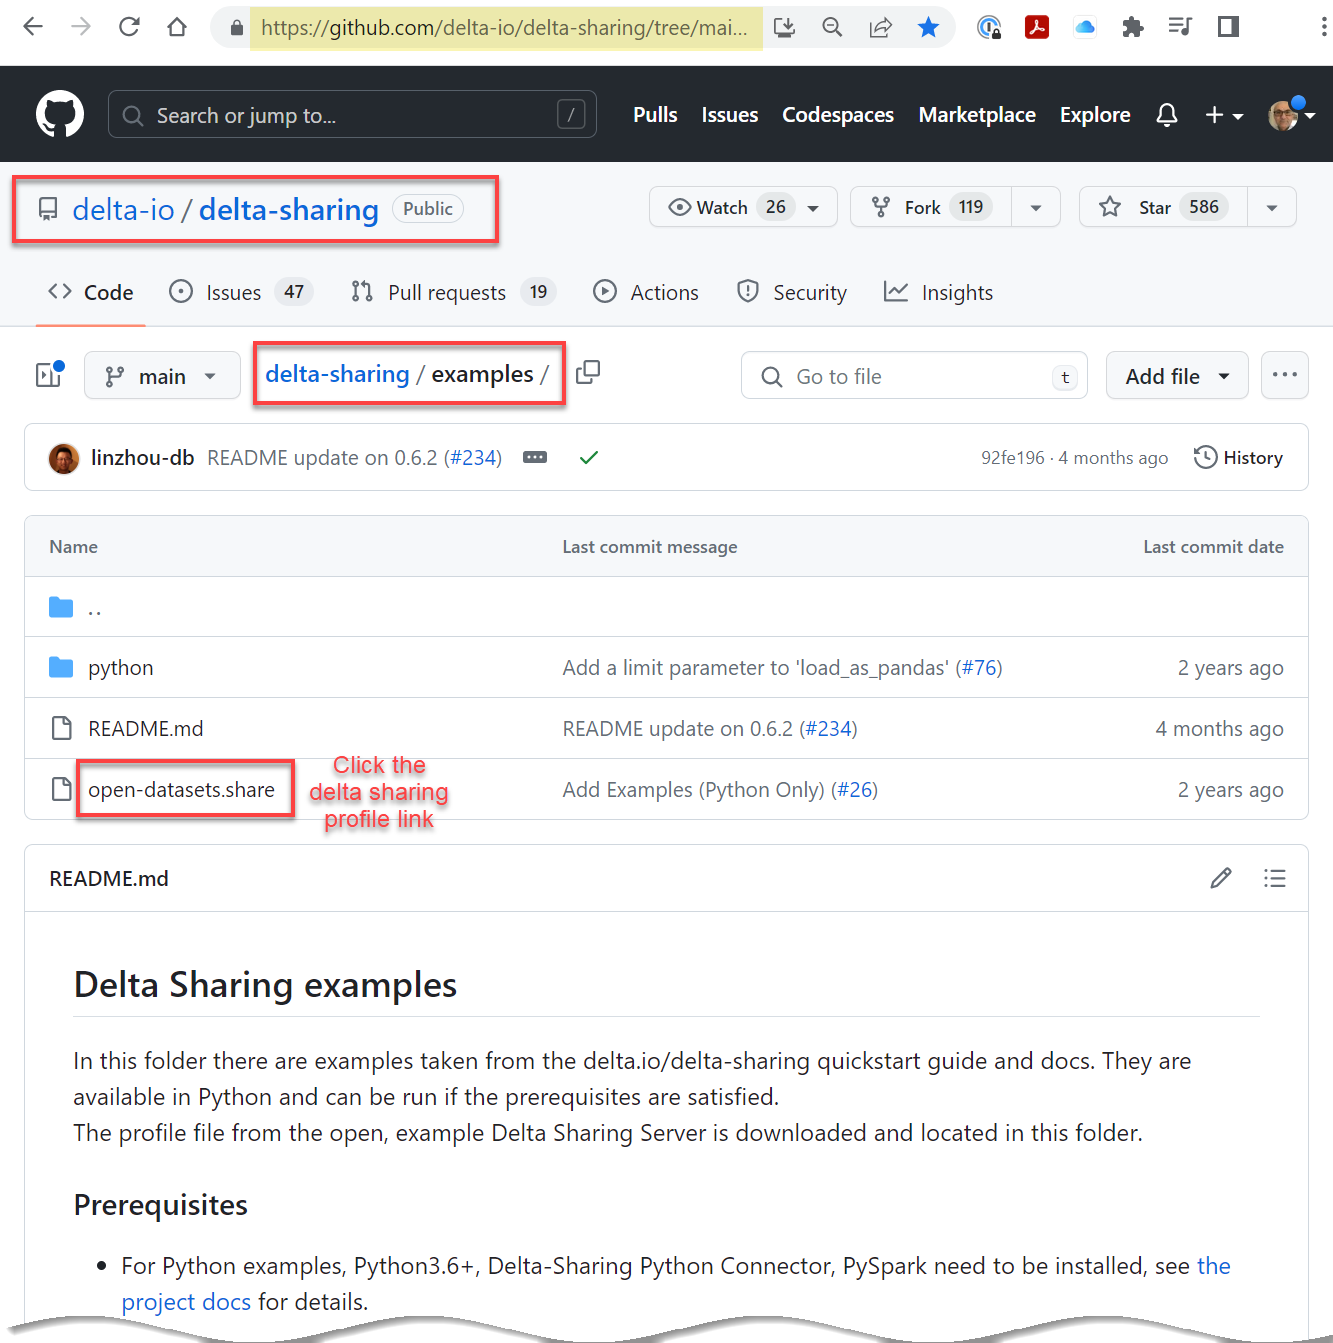 https://github.com/delta-io/delta-sharing/tree/mai...
Search or jump to... /
Pulls Issues Codespaces Marketplace Explore
delta-io / delta-sharing Public
Watch 26 Fork 119 Star 586
Code Issues 47 Pull requests 19 Actions Security Insights
main delta-sharing / examples / Go to file t Add file ...
linzhou-db README update on 0.6.2 (#234) ... 92fe196 · 4 months ago History
Name Last commit message Last commit date
..
python Add a limit parameter to 'load_as_pandas' (#76) 2 years ago
README.md README update on 0.6.2 (#234) 4 months ago
open-datasets.share Add Examples (Python Only) (#26) 2 years ago
Click the
delta sharing
profile link
README.md
Delta Sharing examples
In this folder there are examples taken from the delta.io/delta-sharing quickstart guide and docs. They are
available in Python and can be run if the prerequisites are satisfied.
The profile file from the open, example Delta Sharing Server is downloaded and located in this folder.
Prerequisites
• For Python examples, Python3.6+, Delta-Sharing Python Connector, PySpark need to be installed, see the
project docs for details.